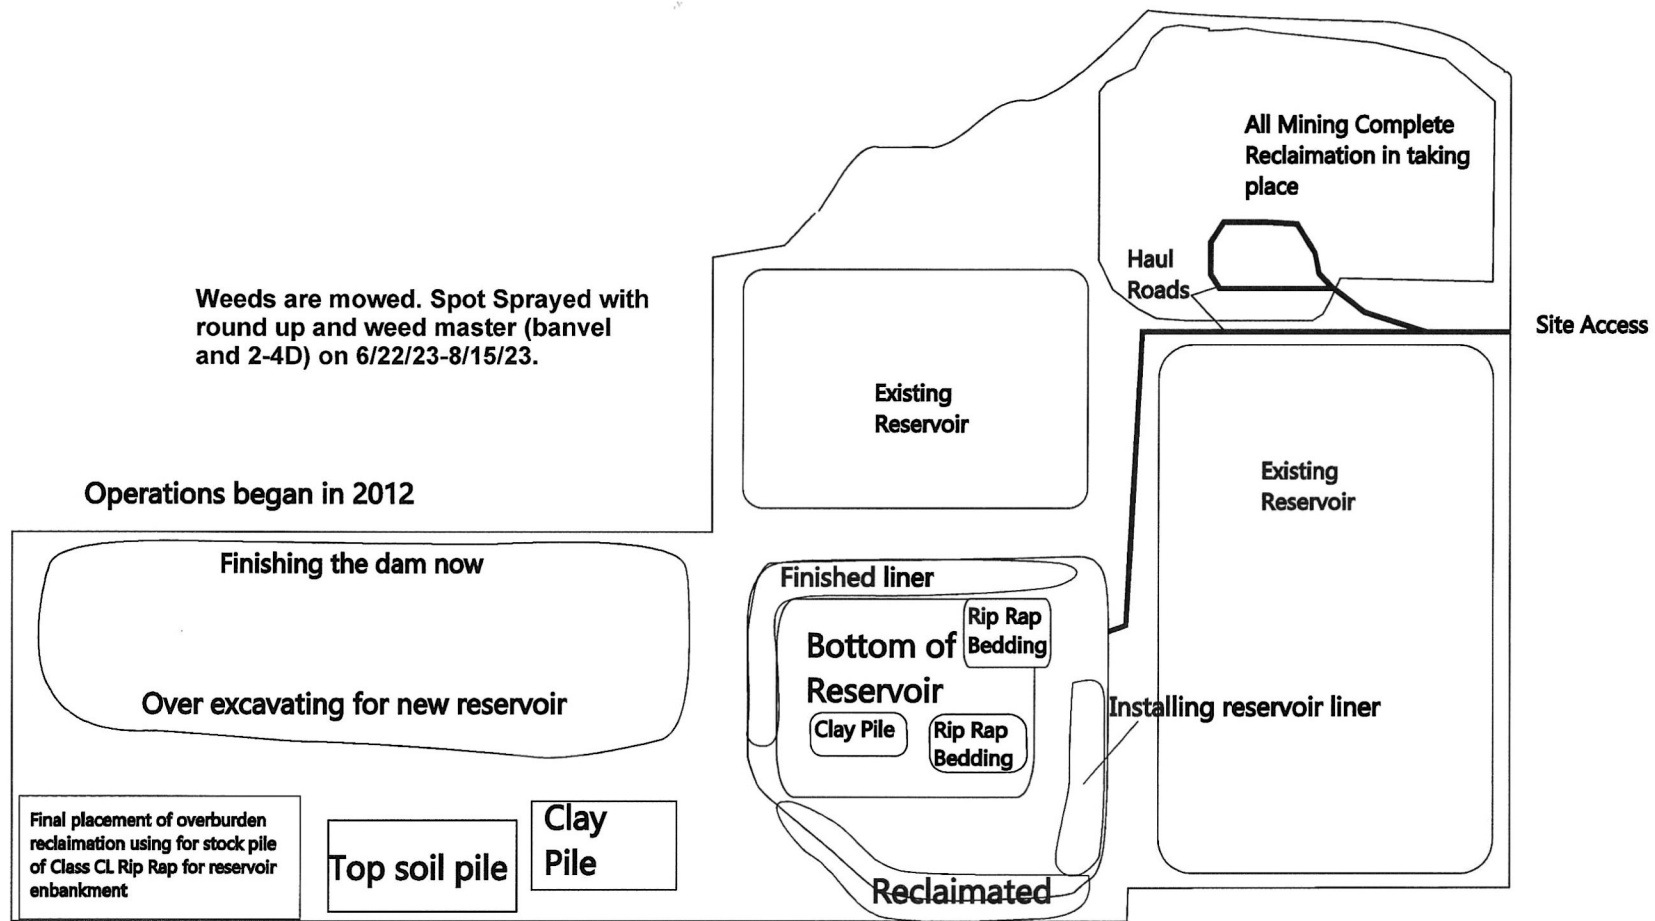 All Mining Complete
Reclaimation in taking
place
Haul
Roads
Site Access
Weeds are mowed. Spot Sprayed with
round up and weed master (banvel
and 2-4D) on 6/22/23-8/15/23.
Existing
Reservoir
Existing
Reservoir
Operations began in 2012
Finishing the dam now
Over excavating for new reservoir
Finished liner
Rip Rap
Bedding
Bottom of
Reservoir
Clay Pile
Rip Rap
Bedding
Installing reservoir liner
Final placement of overburden
reclaimation using for stock pile
of Class CL Rip Rap for reservoir
enbankment
Top soil pile
Clay
Pile
Reclaimated